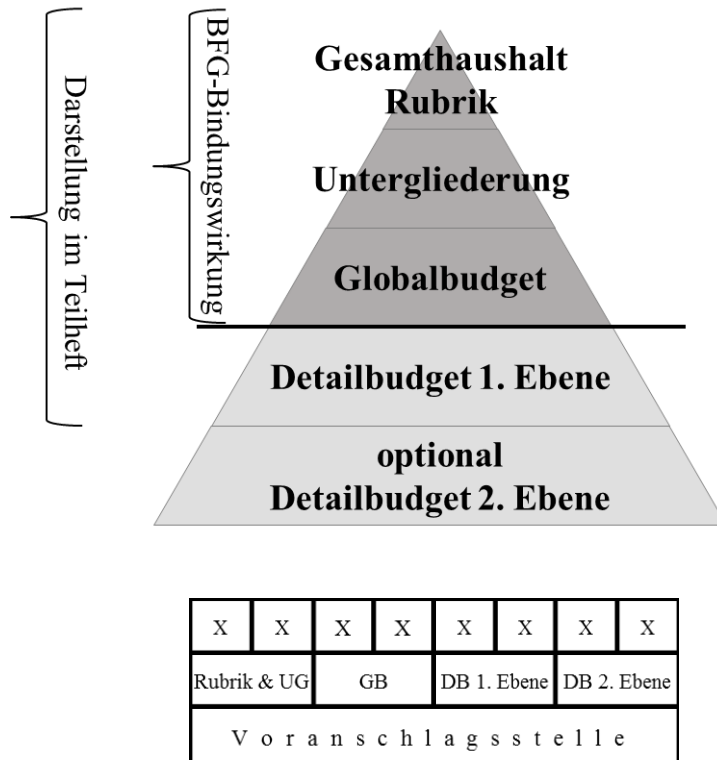 Darstellung im Teilheft
BFG-Bindungswirkung
Gesamthaushalt
Rubrik
Untergliederung
Globalbudget
Detailbudget 1. Ebene
optional
Detailbudget 2. Ebene
X X X X X X X X
Rubrik & UG GB DB 1. Ebene DB 2. Ebene
Voranschlagsstelle